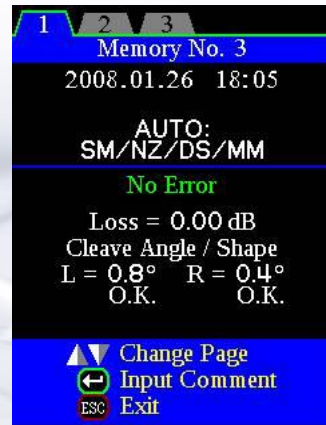 1 2 3
Memory No. 3
2008.01.26 18:05
AUTO:
SM/NZ/DS/MM
No Error
Loss = 0.00 dB
Cleave Angle / Shape
L = 0.8° R = 0.4°
O.K. O.K.
Change Page
Input Comment
ESC Exit